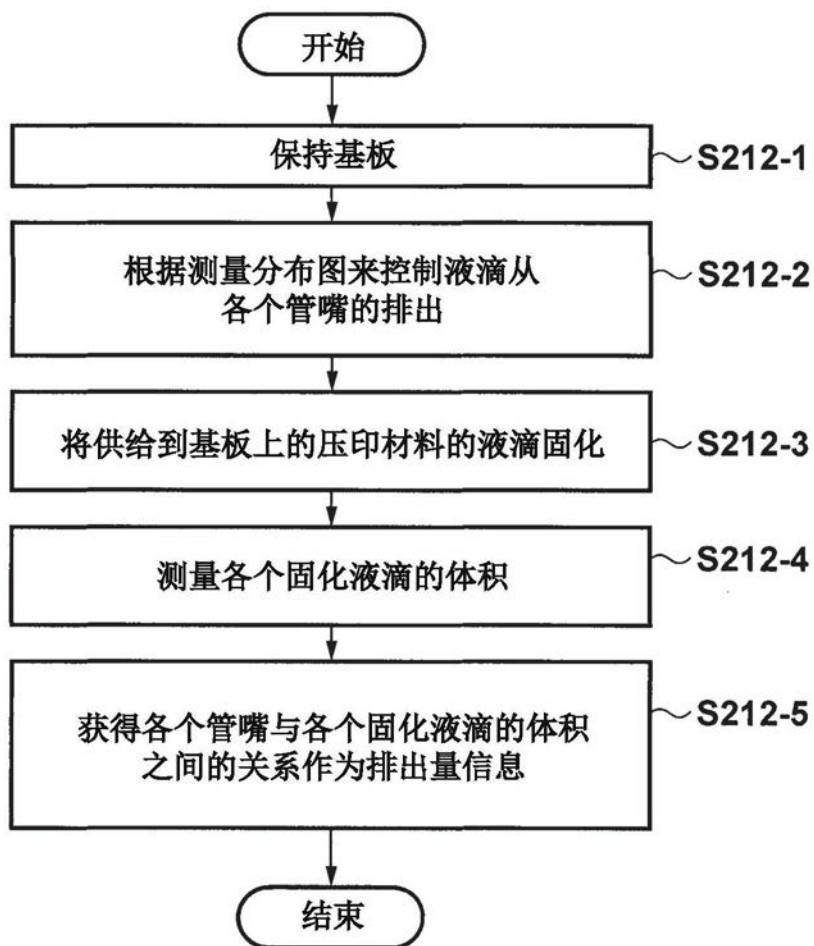 开始
保持基板
S212-1
根据测量分布图来控制液滴从
各个管嘴的排出
S212-2
将供给到基板上的压印材料的液滴固化
S212-3
测量各个固化液滴的体积
S212-4
获得各个管嘴与各个固化液滴的体积
之间的关系作为排出量信息
S212-5
结束